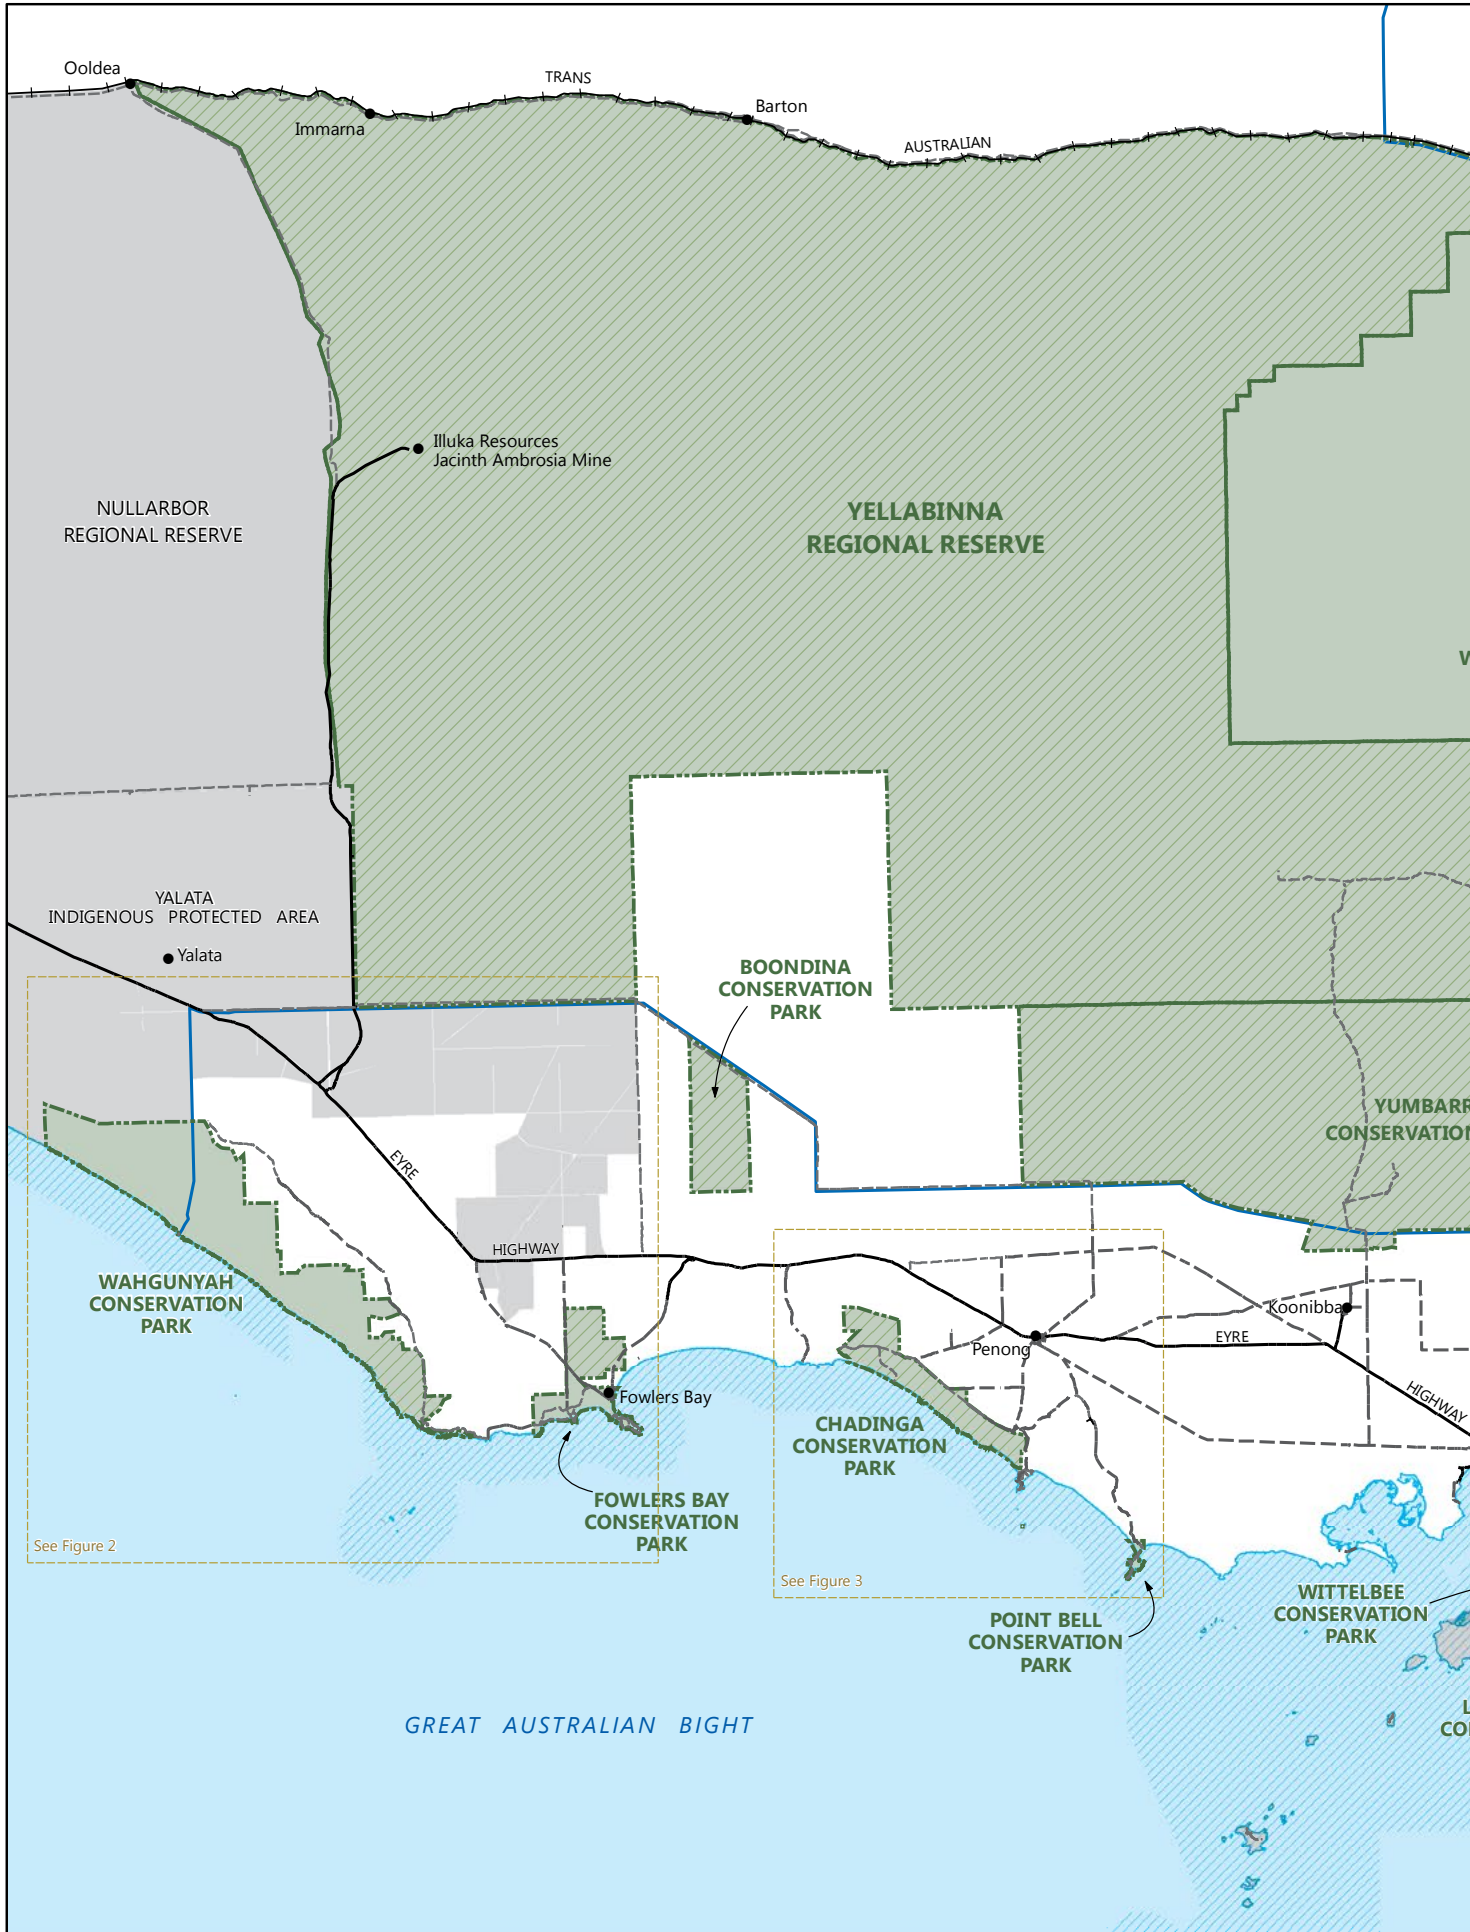 Ooldea
TRANS
Barton
Immarna
AUSTRALIAN
Illuka Resources
Jacinth Ambrosia Mine
NULLARBOR
REGIONAL RESERVE
YELLABINNA
REGIONAL RESERVE
W
YALATA
INDIGENOUS PROTECTED AREA
Yalata
BOONDINA
CONSERVATION
PARK
YUMBARR
CONSERVATION
EYRE
HIGHWAY
WAHGUNYAH
CONSERVATION
PARK
Koonibba
EYRE
Penong
HIGHWAY
Fowlers Bay
CHADINGA
CONSERVATION
PARK
FOWLERS BAY
CONSERVATION
PARK
See Figure 2
See Figure 3
WITTELBEE
CONSERVATION
PARK
POINT BELL
CONSERVATION
PARK
L
CO
GREAT AUSTRALIAN BIGHT